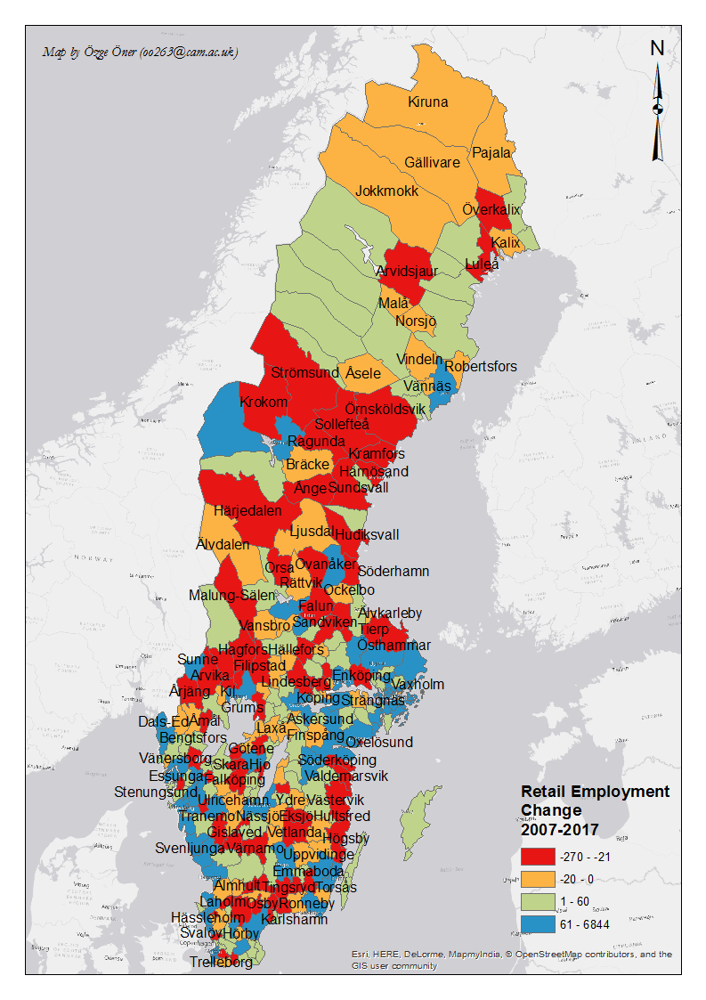 Map by Özge Öner (oo263@cam.ac.uk)
N
Kiruna
Pajala
Gällivare
Jokkmokk
Överkalix
Kalix
Luleå
Arvidsjaur
Malå
Norsjö
Vindeln
Robertsfors
Strömsund
Åsele
Vännäs
Krokom
Örnsköldsvik
Sollefteå
Ragunda
Kramfors
Bräcke
Härnösand
Ånge
Sundsvall
Härjedalen
Ljusdal
Hudiksvall
Älvdalen
Orsa
Ovanåker
Söderhamn
Rättvik
Ockelbo
Malung-Sälen
Falun
Älvkarleby
Sandviken
Vansbro
Tierp
Östhammar
Hagfors
Hällefors
Sunne
Filipstad
Arvika
Enköping
Lindesberg
Vaxholm
Årjäng
Kil
Köping
Strängnäs
Grums
Dals-Ed
Åmål
Askersund
Laxå
Finspång
Bengtsfors
Oxelösund
Götene
Vänersborg
Skara
Hjo
Söderköping
Essunga
Falköping
Valdemarsvik
Stenungsund
Ulricehamn
Ydre
Västervik
Tranemo
Nässjö
Eksjö
Hultsfred
Gislaved
Vetlanda
Högsby
Svenljunga
Värnamo
Uppvidinge
Emmaboda
Älmhult
Tingsryd
Torsås
Laholm
Osby
Ronneby
Hässleholm
Karlshamn
Svalöv
Hörby
Trelleborg
NORWAY
FINLAND
ESTONIA
LITHUANIA
Retail Employment
Change
2007-2017
-270 - -21
-20 - 0
1 - 60
61 - 6844
Esri, HERE, DeLorme, MapmyIndia, © OpenStreetMap contributors, and the
GIS user community